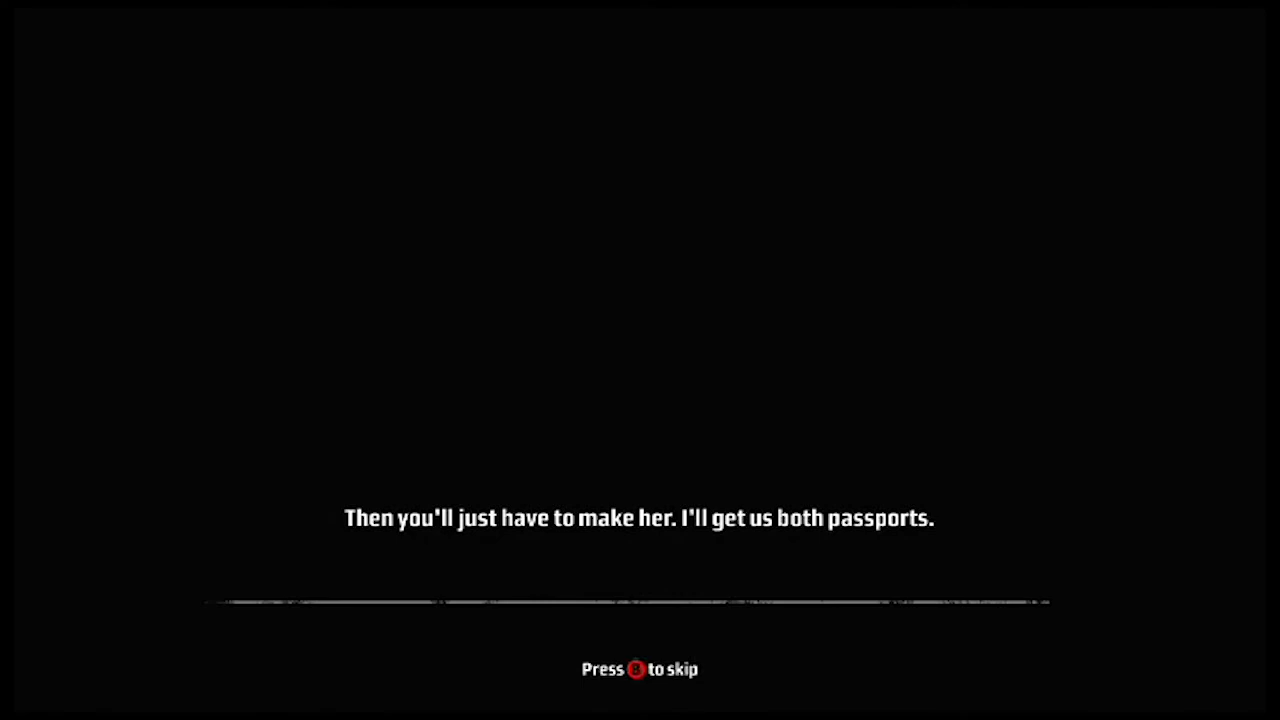 Then you'll just have to make her. I'll get us both passports.
Press B to skip